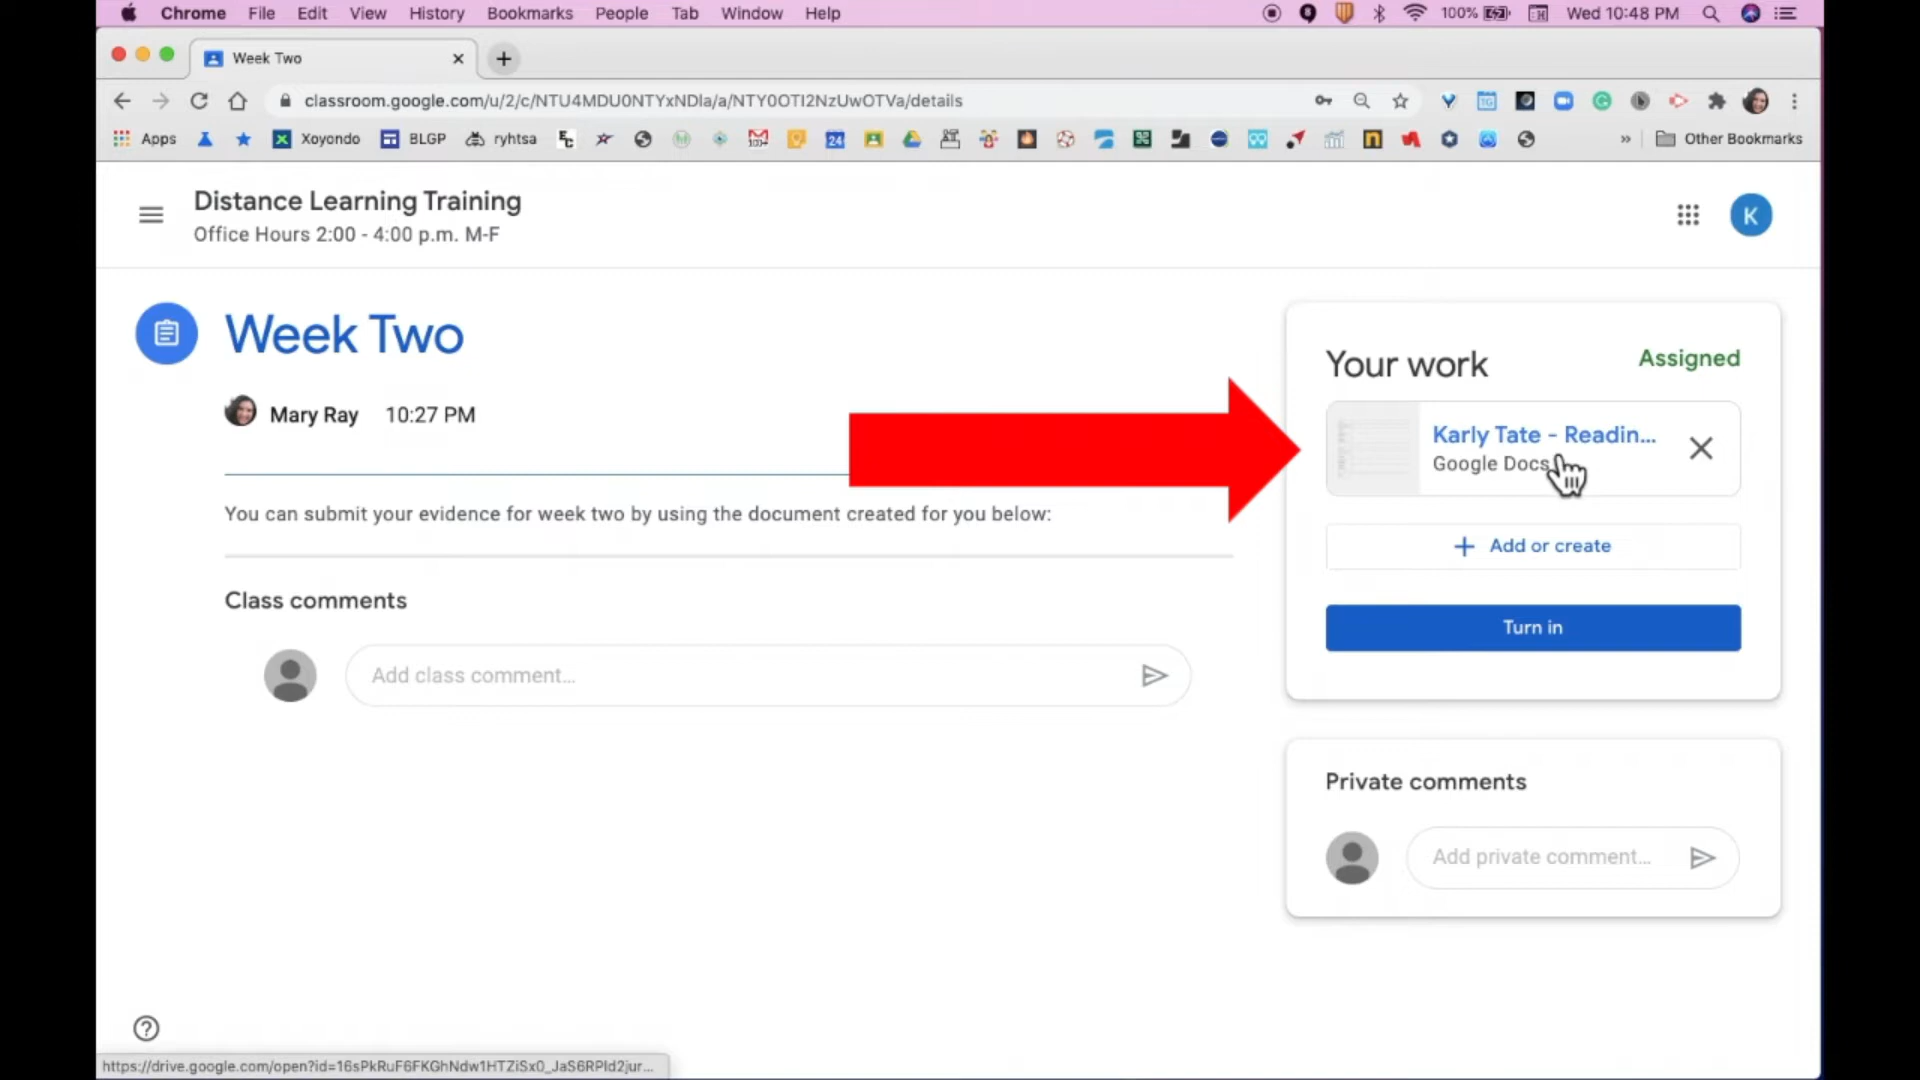 Chrome File Edit View History Bookmarks People Tab Window Help 100% Wed 10:48 PM
Week Two
classroom.google.com/u/2/c/NTU4MDU0NTYxNDIa/a/NTY0OTI2NzUwOTVa/details
Apps Xoyondo BLGP ryhtsa Other Bookmarks
Distance Learning Training
Office Hours 2:00 - 4:00 p.m. M-F
K
Week Two
Mary Ray 10:27 PM
You can submit your evidence for week two by using the document created for you below:
Class comments
Add class comment...
Your work Assigned
Karly Tate - Readin...
Google Docs
Add or create
Turn in
Private comments
Add private comment...
https://drive.google.com/open?id=16sPkRuF6FKGhNdw1HTZiSx0_JaS6RPld2jur...